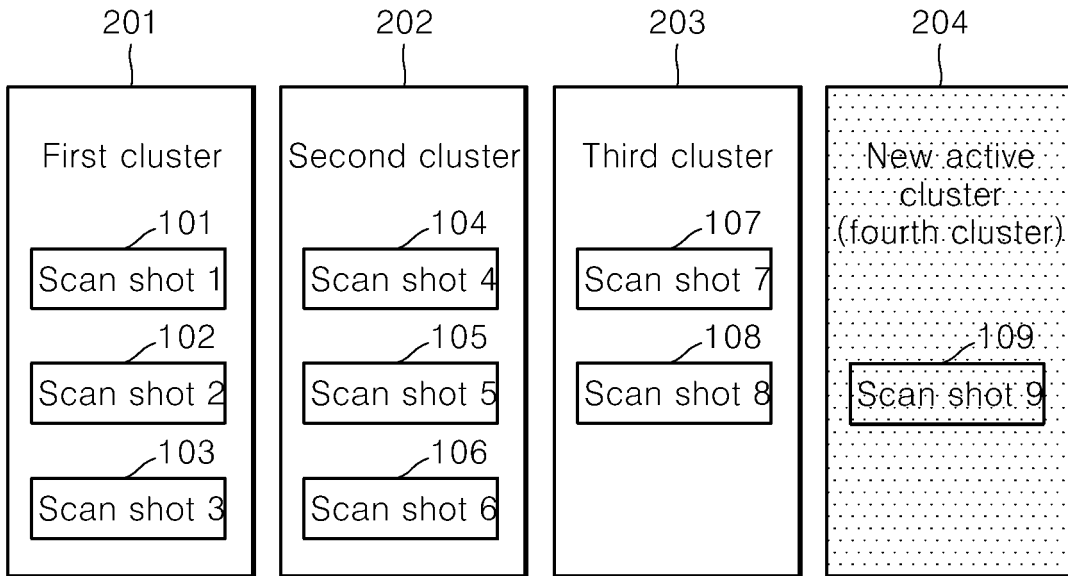 201
202
203
204
First cluster
101
Scan shot 1
102
Scan shot 2
103
Scan shot 3
Second cluster
104
Scan shot 4
105
Scan shot 5
106
Scan shot 6
Third cluster
107
Scan shot 7
108
Scan shot 8
New active
cluster
(fourth cluster)
109
Scan shot 9